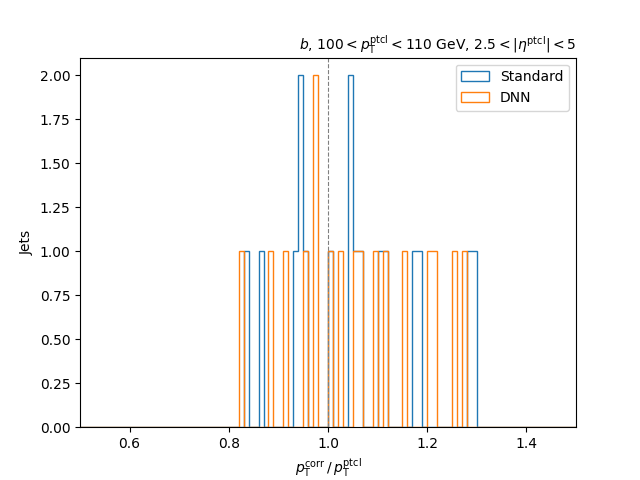 b, 100 < p_T^ptcl < 110 GeV, 2.5 < |η^ptcl| < 5
Standard
DNN
Jets
2.00
1.75
1.50
1.25
1.00
0.75
0.50
0.25
0.00
0.6 0.8 1.0 1.2 1.4
p_T^corr / p_T^ptcl